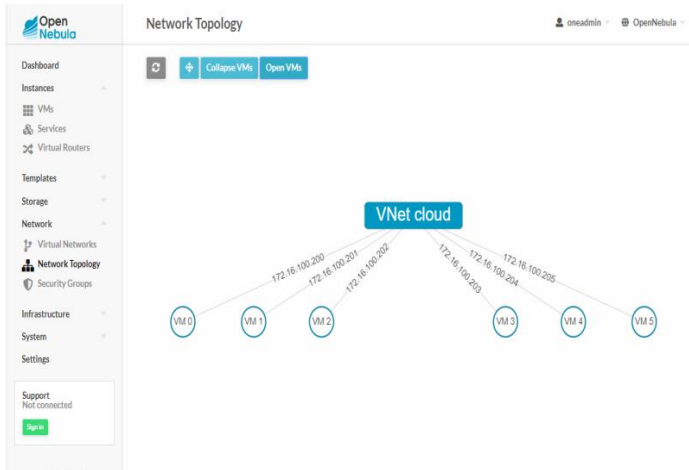 Open
Nebula
Network Topology
oneadmin
OpenNebula
Dashboard
Instances
VMs
Services
Virtual Routers
Templates
Storage
Network
Virtual Networks
Network Topology
Security Groups
Infrastructure
System
Settings
Support
Not connected
Sign in
Collapse VMs
Open VMs
VNet cloud
172.16.100.200
172.16.100.201
172.16.100.202
172.16.100.203
172.16.100.204
172.16.100.205
VM 0
VM 1
VM 2
VM 3
VM 4
VM 5